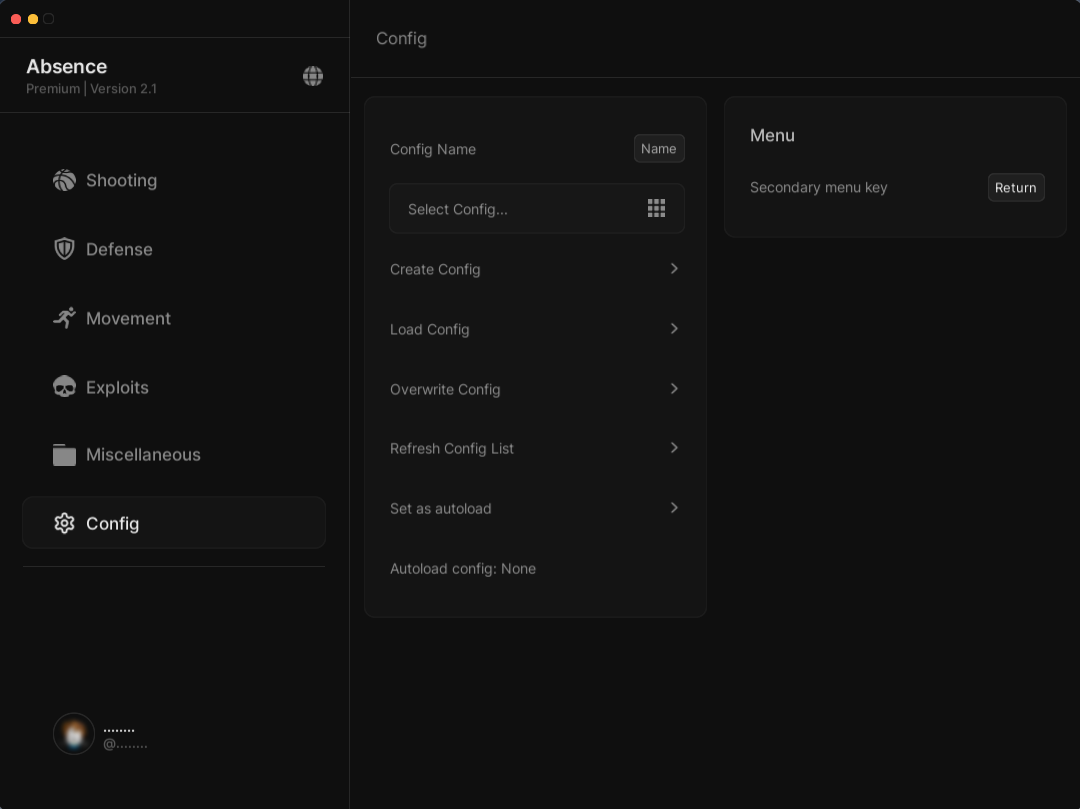 Absence
Premium | Version 2.1
Shooting
Defense
Movement
Exploits
Miscellaneous
Config
........
@........
Config
Config Name
Name
Select Config...
Create Config
Load Config
Overwrite Config
Refresh Config List
Set as autoload
Autoload config: None
Menu
Secondary menu key
Return